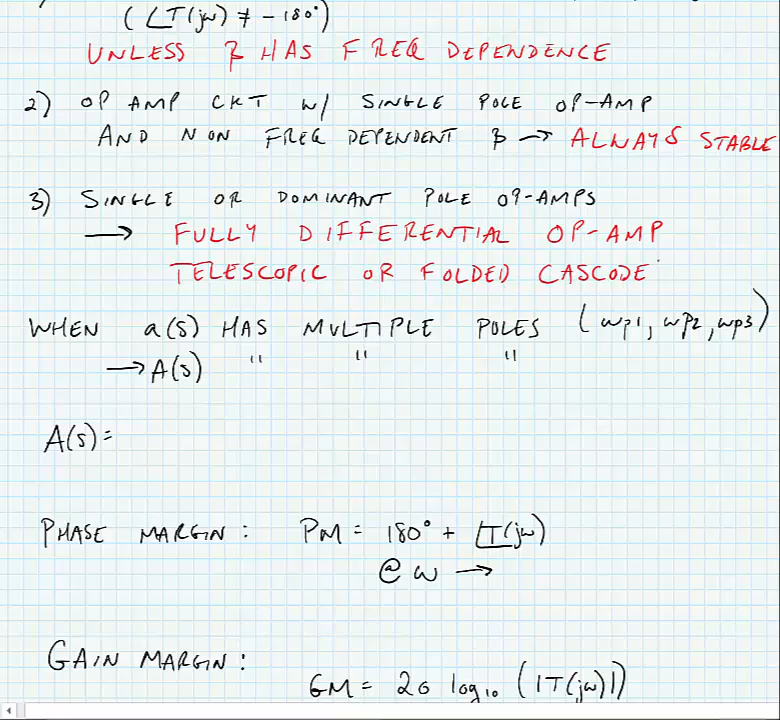 (∠T(jω) ≠ -180°)
UNLESS β HAS FREQ DEPENDENCE
2) OP AMP CKT W/ SINGLE POLE OP-AMP
AND NON FREQ DEPENDENT β → ALWAYS STABLE
3) SINGLE OR DOMINANT POLE OP-AMPS
→ FULLY DIFFERENTIAL OP-AMP
TELESCOPIC OR FOLDED CASCODE
WHEN a(s) HAS MULTIPLE POLES (ωp1, ωp2, ωp3)
→ A(s) " " "
A(s) =
PHASE MARGIN: PM = 180° + ∠T(jω)
@ ω →
GAIN MARGIN:
GM = 20 log₁₀ (|T(jω)|)